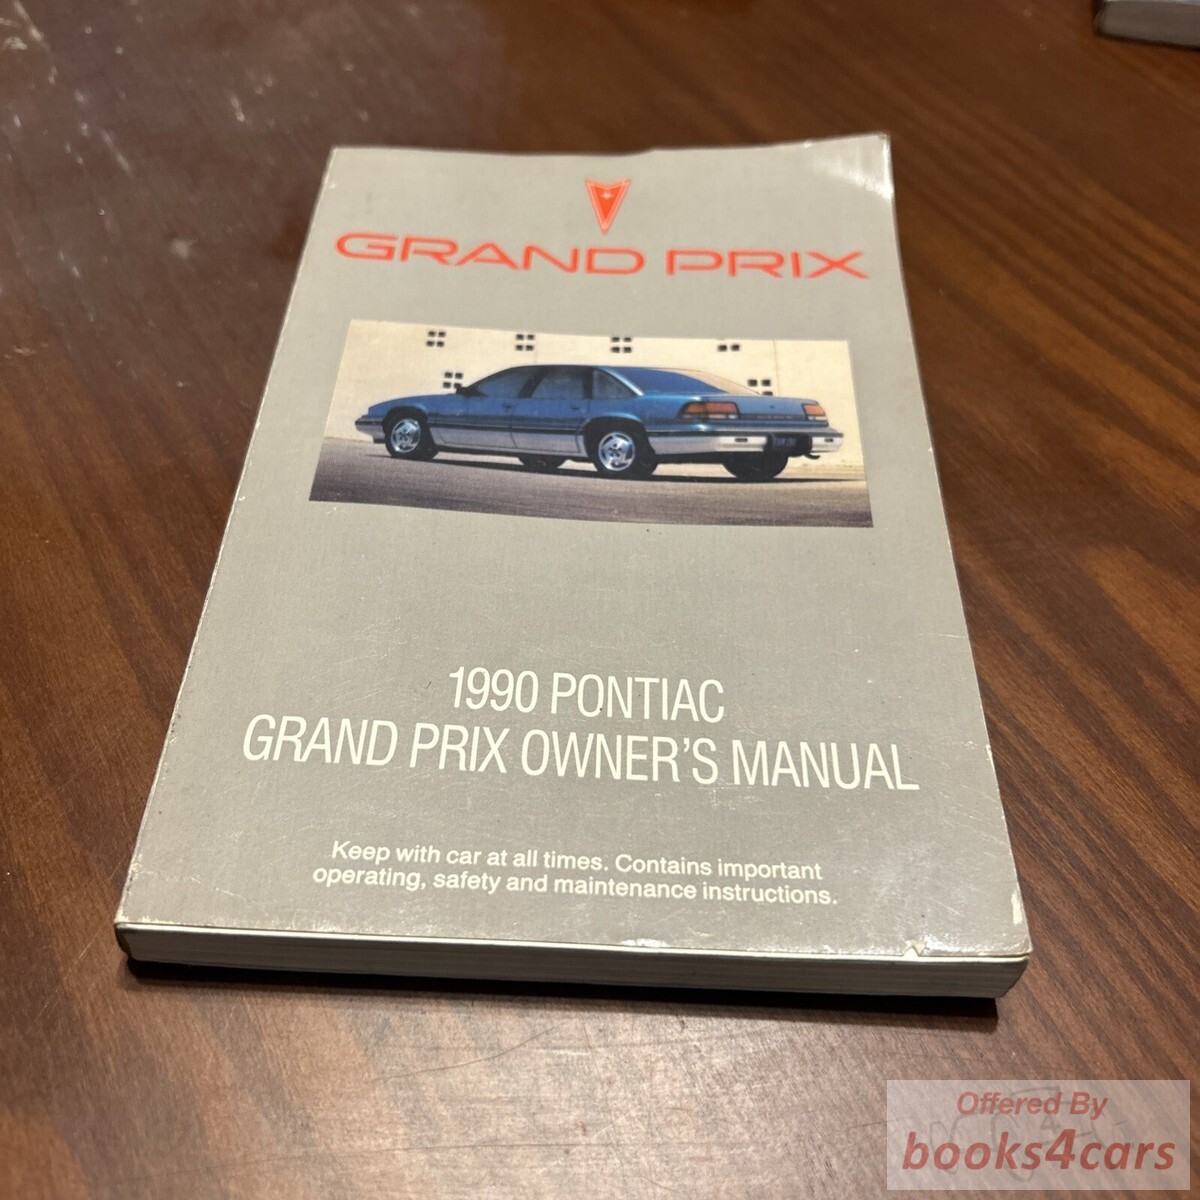 GRAND PRIX
1990 PONTIAC
GRAND PRIX OWNER'S MANUAL
Keep with car at all times. Contains important
operating, safety and maintenance instructions.
Offered By
books4cars